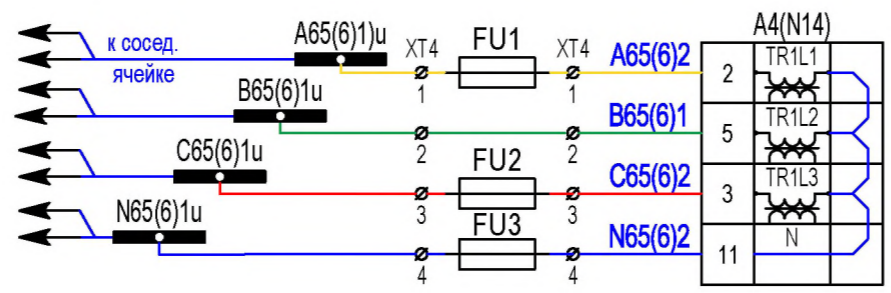 к сосед.
ячейке
A65(6)1)u
XT4
FU1
XT4
A65(6)2
A4(N14)
1
1
2
TR1L1
B65(6)1u
B65(6)1
2
2
5
TR1L2
C65(6)1u
FU2
C65(6)2
3
3
3
TR1L3
N65(6)1u
FU3
N65(6)2
4
4
11
N